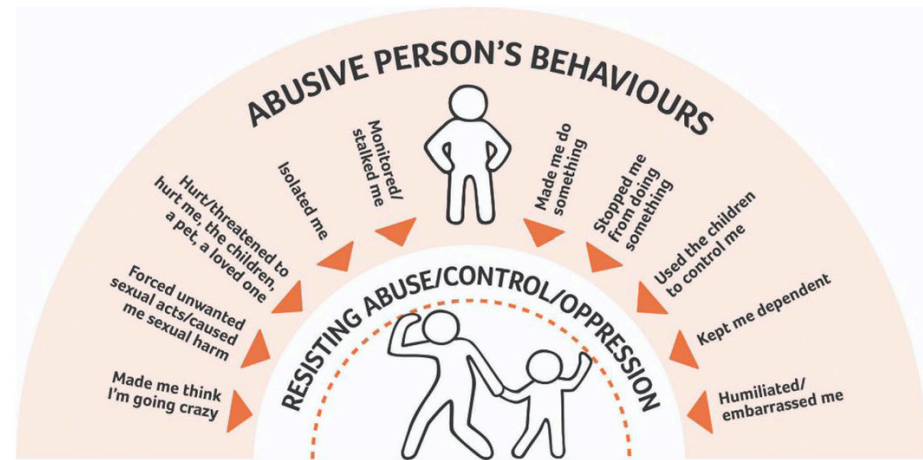 ABUSIVE PERSON'S BEHAVIOURS
Made me think
I'm going crazy
Forced unwanted
sexual acts/caused
me sexual harm
Hurt/threatened to
hurt me, the children,
a pet, a loved one
Isolated me
Monitored/
stalked me
Made me do
something
Stopped me
from doing
something
Used the children
to control me
Kept me dependent
Humiliated/
embarrassed me
RESISTING ABUSE/CONTROL/OPPRESSION